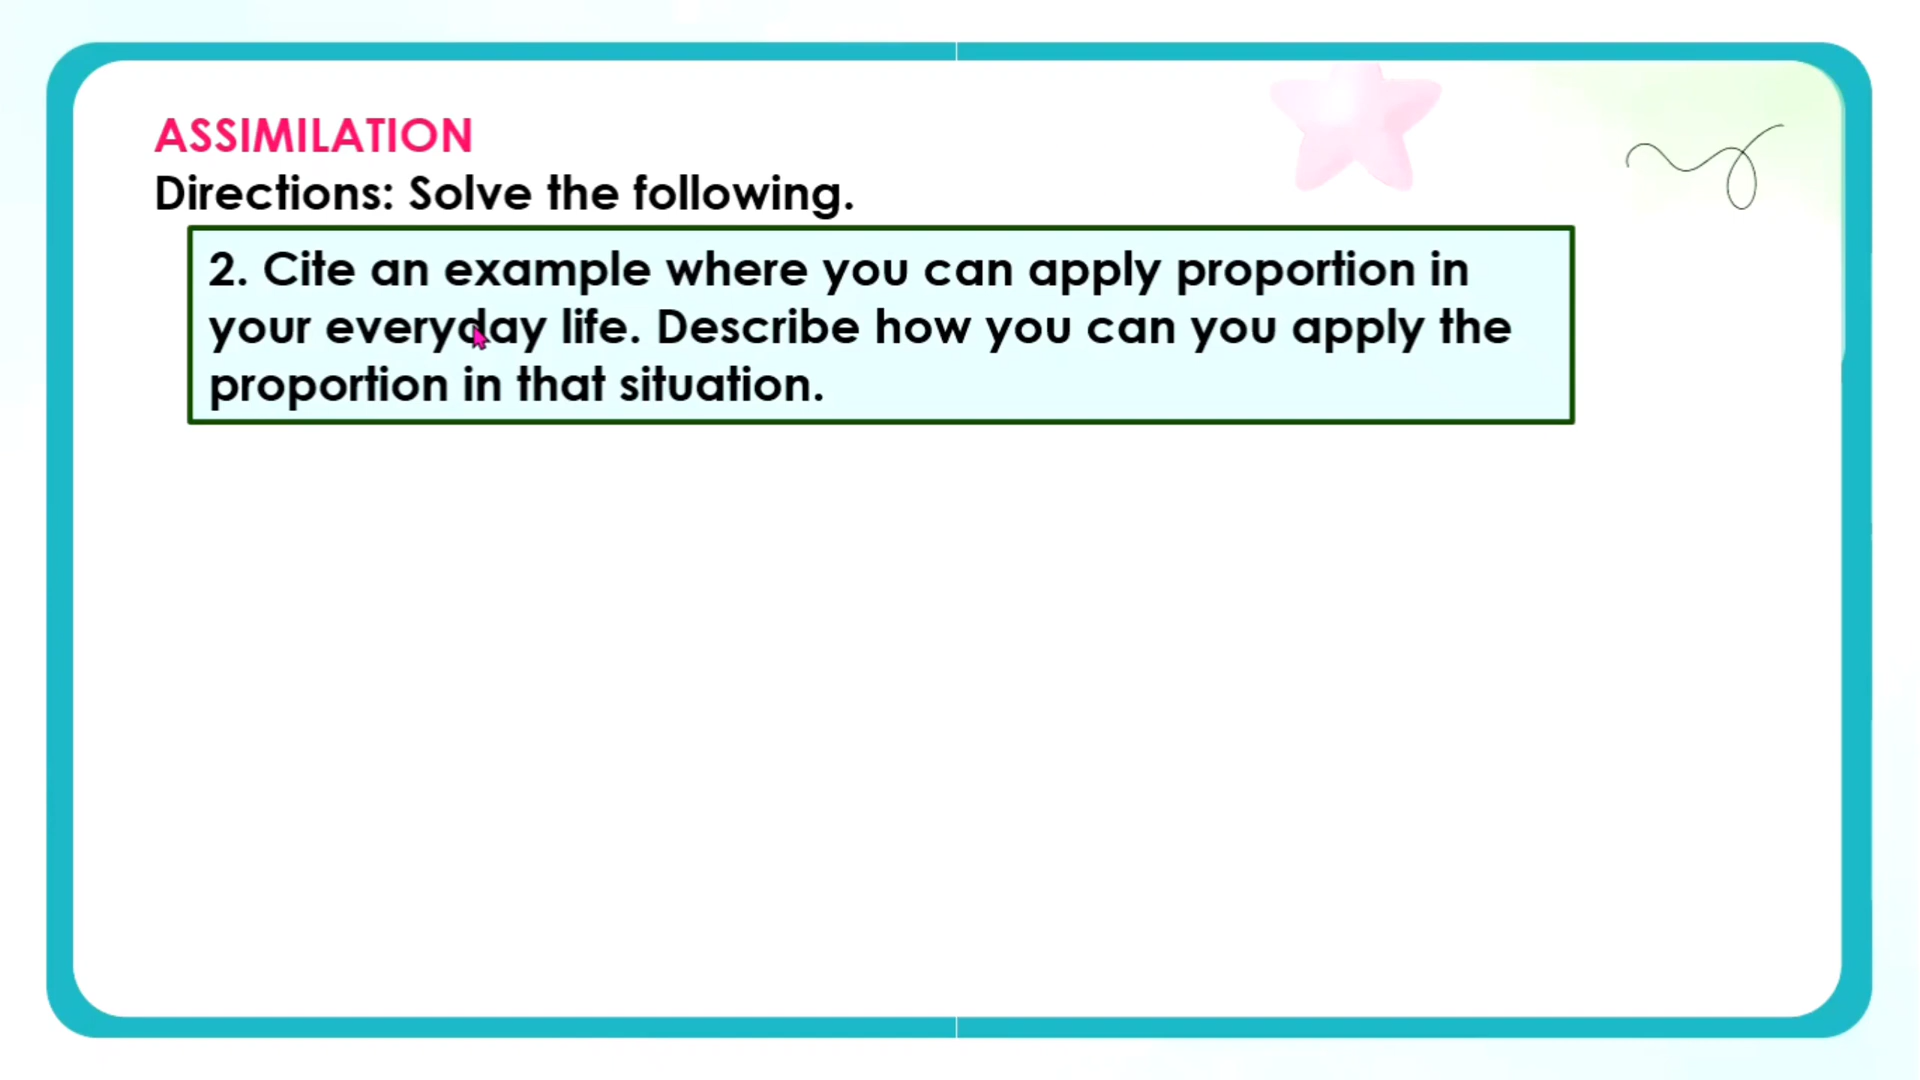 ASSIMILATION
Directions: Solve the following.
2. Cite an example where you can apply proportion in
your everyday life. Describe how you can you apply the
proportion in that situation.